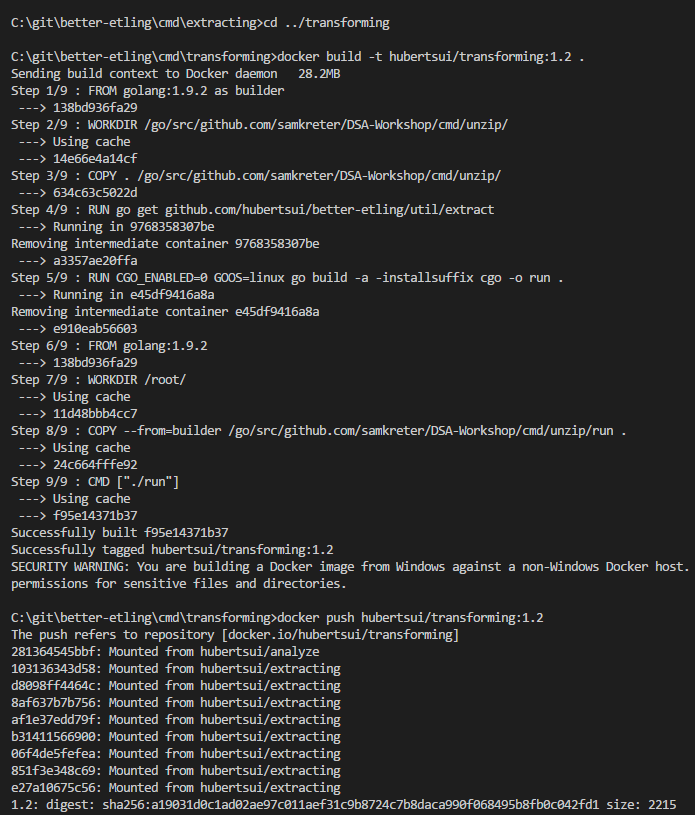 C:\git\better-etling\cmd\extracting>cd ../transforming
C:\git\better-etling\cmd\transforming>docker build -t hubertsui/transforming:1.2 .
Sending build context to Docker daemon   28.2MB
Step 1/9 : FROM golang:1.9.2 as builder
 ---> 138bd936fa29
Step 2/9 : WORKDIR /go/src/github.com/samkreter/DSA-Workshop/cmd/unzip/
 ---> Using cache
 ---> 14e66e4a14cf
Step 3/9 : COPY . /go/src/github.com/samkreter/DSA-Workshop/cmd/unzip/
 ---> 634c63c5022d
Step 4/9 : RUN go get github.com/hubertsui/better-etling/util/extract
 ---> Running in 9768358307be
Removing intermediate container 9768358307be
 ---> a3357ae20ffa
Step 5/9 : RUN CGO_ENABLED=0 GOOS=linux go build -a -installsuffix cgo -o run .
 ---> Running in e45df9416a8a
Removing intermediate container e45df9416a8a
 ---> e910eab56603
Step 6/9 : FROM golang:1.9.2
 ---> 138bd936fa29
Step 7/9 : WORKDIR /root/
 ---> Using cache
 ---> 11d48bbb4cc7
Step 8/9 : COPY --from=builder /go/src/github.com/samkreter/DSA-Workshop/cmd/unzip/run .
 ---> Using cache
 ---> 24c664fffe92
Step 9/9 : CMD ["./run"]
 ---> Using cache
 ---> f95e14371b37
Successfully built f95e14371b37
Successfully tagged hubertsui/transforming:1.2
SECURITY WARNING: You are building a Docker image from Windows against a non-Windows Docker host.
permissions for sensitive files and directories.
C:\git\better-etling\cmd\transforming>docker push hubertsui/transforming:1.2
The push refers to repository [docker.io/hubertsui/transforming]
281364545bbf: Mounted from hubertsui/analyze
103136343d58: Mounted from hubertsui/extracting
d8098ff4464c: Mounted from hubertsui/extracting
8af637b7b756: Mounted from hubertsui/extracting
af1e37edd79f: Mounted from hubertsui/extracting
b31411566900: Mounted from hubertsui/extracting
06f4de5fefea: Mounted from hubertsui/extracting
851f3e348c69: Mounted from hubertsui/extracting
e27a10675c56: Mounted from hubertsui/extracting
1.2: digest: sha256:a19031d0c1ad02ae97c011aef31c9b8724c7b8daca990f068495b8fb0c042fd1 size: 2215